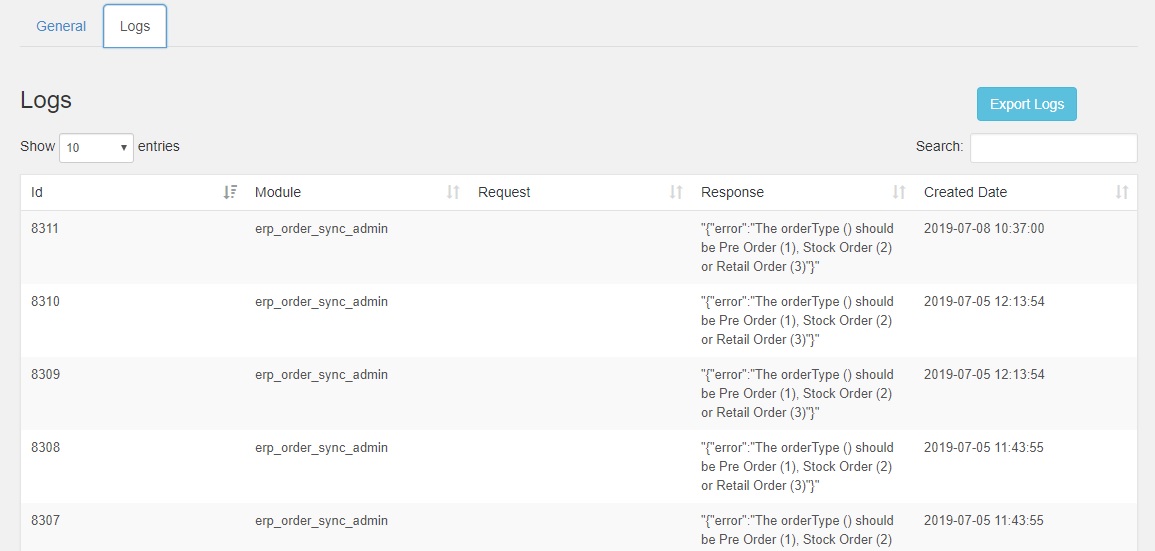 General Logs
Logs
Export Logs
Show 10 entries Search:
Id Module Request Response Created Date
8311 erp_order_sync_admin "{"error":"The orderType () should 2019-07-08 10:37:00
be Pre Order (1), Stock Order (2)
or Retail Order (3)"}"
8310 erp_order_sync_admin "{"error":"The orderType () should 2019-07-05 12:13:54
be Pre Order (1), Stock Order (2)
or Retail Order (3)"}"
8309 erp_order_sync_admin "{"error":"The orderType () should 2019-07-05 12:13:54
be Pre Order (1), Stock Order (2)
or Retail Order (3)"}"
8308 erp_order_sync_admin "{"error":"The orderType () should 2019-07-05 11:43:55
be Pre Order (1), Stock Order (2)
or Retail Order (3)"}"
8307 erp_order_sync_admin "{"error":"The orderType () should 2019-07-05 11:43:55
be Pre Order (1), Stock Order (2)